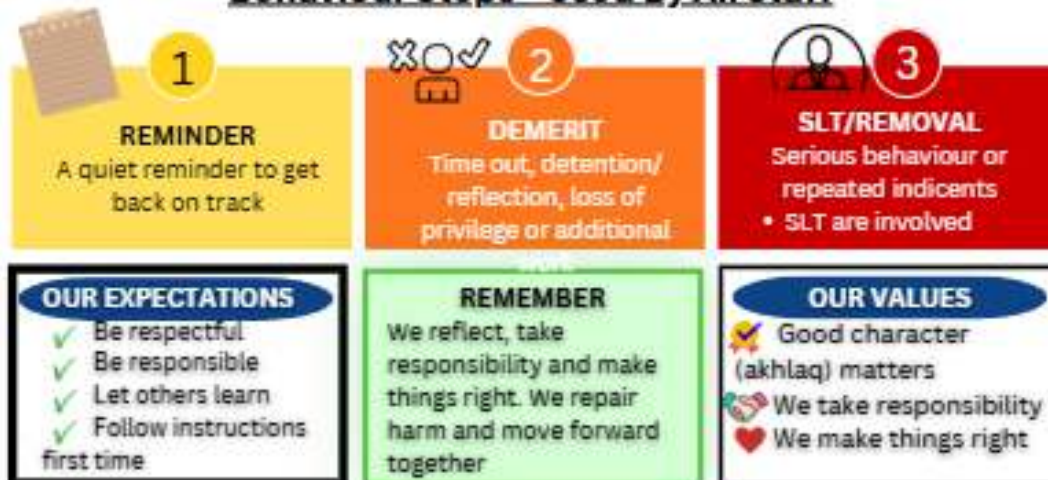 1
REMINDER
A quiet reminder to get
back on track
2
DEMERIT
Time out, detention/
reflection, loss of
privilege or additional
3
SLT/REMOVAL
Serious behaviour or
repeated indicents
• SLT are involved
OUR EXPECTATIONS
Be respectful
Be responsible
Let others learn
Follow instructions
first time
REMEMBER
We reflect, take
responsibility and make
things right. We repair
harm and move forward
together
OUR VALUES
Good character
(akhlaq) matters
We take responsibility
We make things right